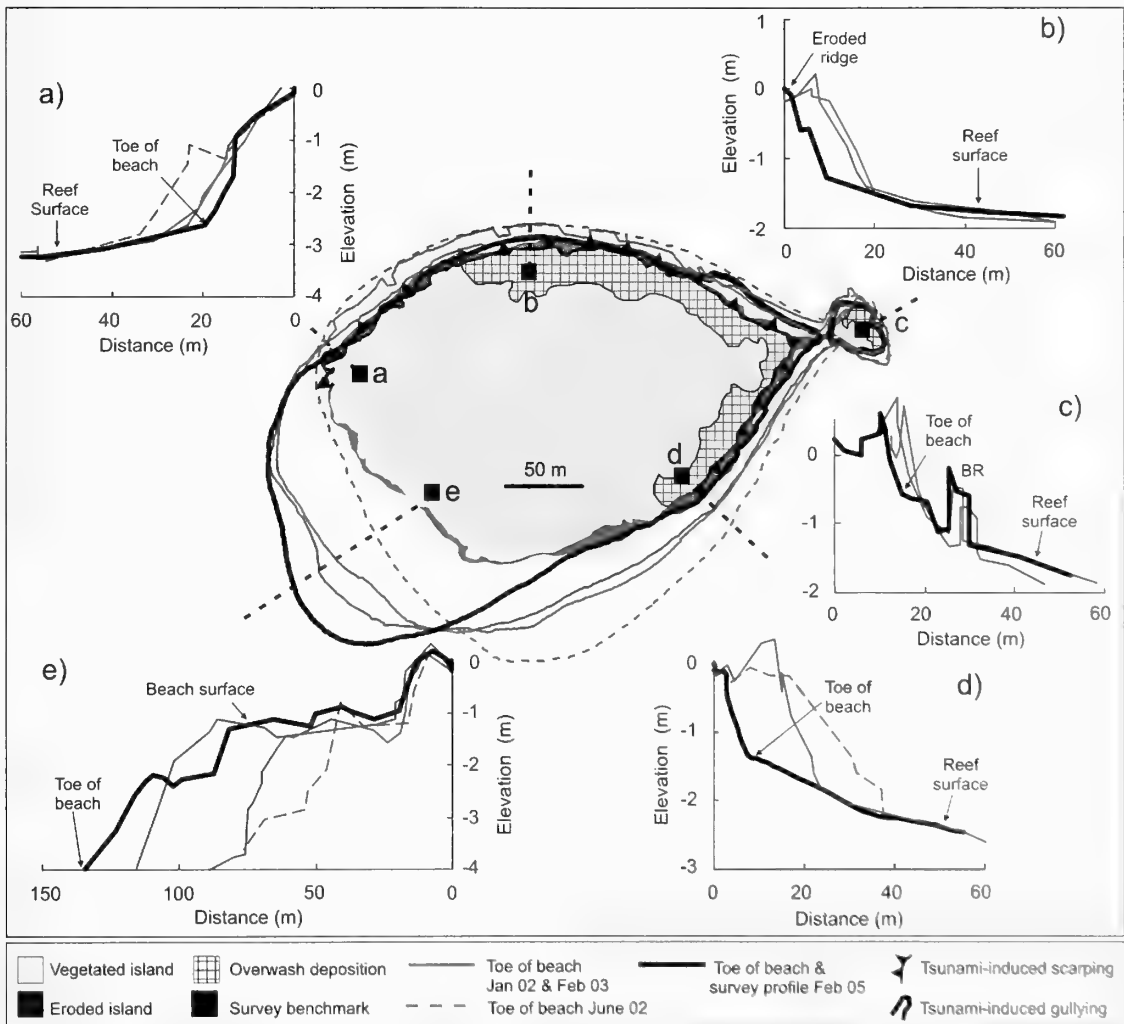 a)
0
-1
-2
-3
-4
Elevation (m)
Toe of
beach
Reef
Surface
60
40
20
0
Distance (m)
b)
1
0
-1
-2
Elevation (m)
Eroded
ridge
Reef
surface
0
20
40
60
Distance (m)
b
c
a
d
e
50 m
c)
0
-1
-2
Toe of
beach
BR
Reef
surface
0
20
40
60
Distance (m)
e)
Beach surface
Toe of
beach
0
-1
-2
-3
-4
Elevation (m)
150
100
50
0
Distance (m)
d)
0
-1
-2
-3
Elevation (m)
Toe of
beach
Reef
surface
0
20
40
60
Distance (m)
Vegetated island
Overwash deposition
Toe of beach
Jan 02 & Feb 03
Toe of beach &
survey profile Feb 05
Tsunami-induced scarping
Eroded island
Survey benchmark
Toe of beach June 02
Tsunami-induced gullying